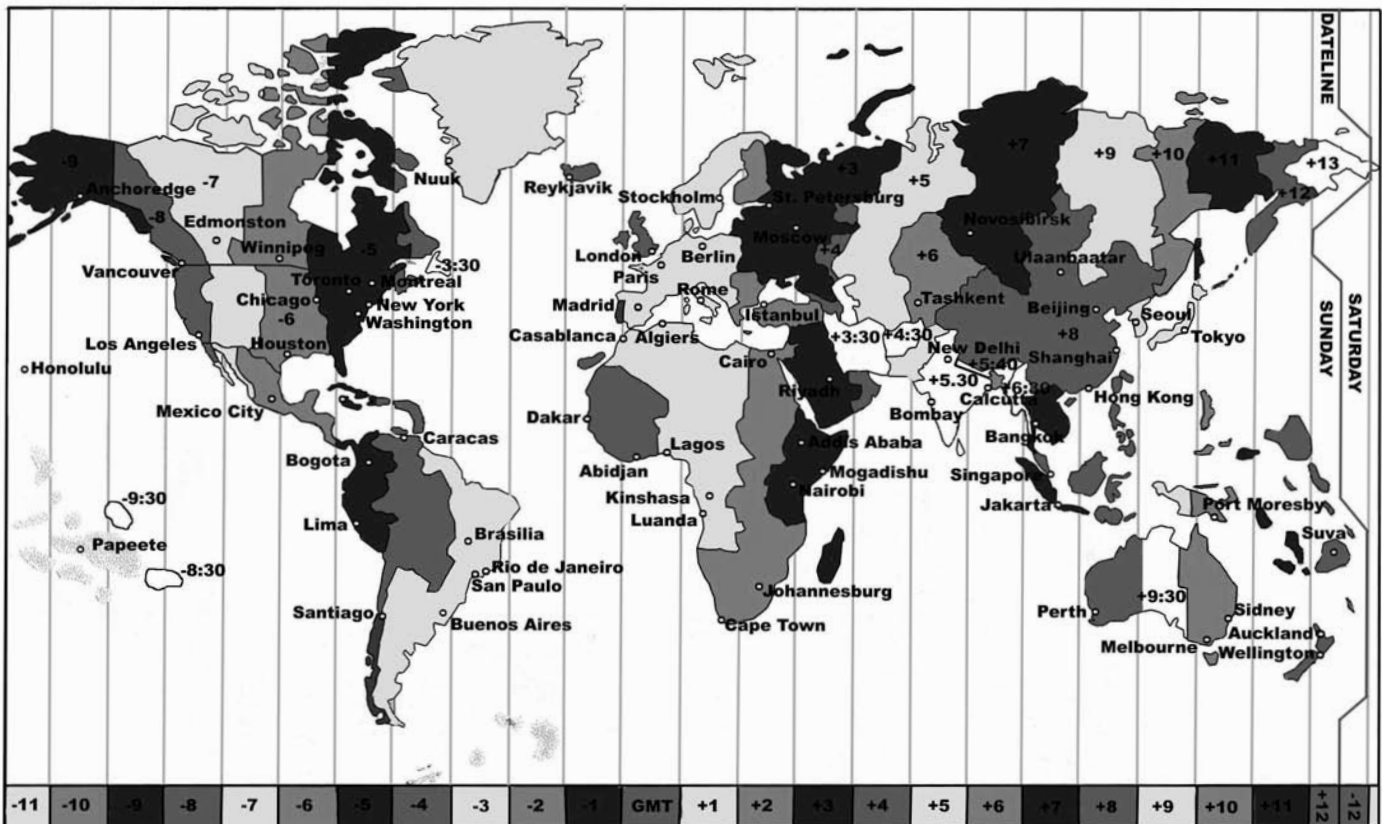 DATELINE
-9
Anchoredge
-8
-7
Edmonston
Winnipeg
Vancouver
Nuuk
-5
-3:30
Toronto
Montreal
Chicago
New York
-6
Washington
Los Angeles
Houston
Honolulu
Mexico City
Caracas
Bogota
Lima
-9:30
Papeete
-8:30
Brasilia
Rio de Janeiro
San Paulo
Santiago
Buenos Aires
Reykjavik
Stockholm
St. Petersburg
+3
London
Berlin
Moscow
+4
Paris
Rome
Madrid
Istanbul
Casablanca
Algiers
Cairo
Riyadh
Dakar
Lagos
Abidjan
Addis Ababa
Mogadishu
Kinshasa
Nairobi
Luanda
Johannesburg
Cape Town
+5
+7
+9
+10
+11
+12
+13
Novosibirsk
+6
Ulaanbaatar
Tashkent
Beijing
Seoul
+8
Tokyo
+3:30
+4:30
New Delhi
+5:40
Shanghai
+5.30
+6:30
Calcutta
Bombay
Hong Kong
Bangkok
Singapore
Jakarta
Port Moresby
Suva
+9:30
Perth
Sidney
Melbourne
Auckland
Wellington
SUNDAY
SATURDAY
-11 -10 -9 -8 -7 -6 -5 -4 -3 -2 -1 GMT +1 +2 +3 +4 +5 +6 +7 +8 +9 +10 +11 +12 -12